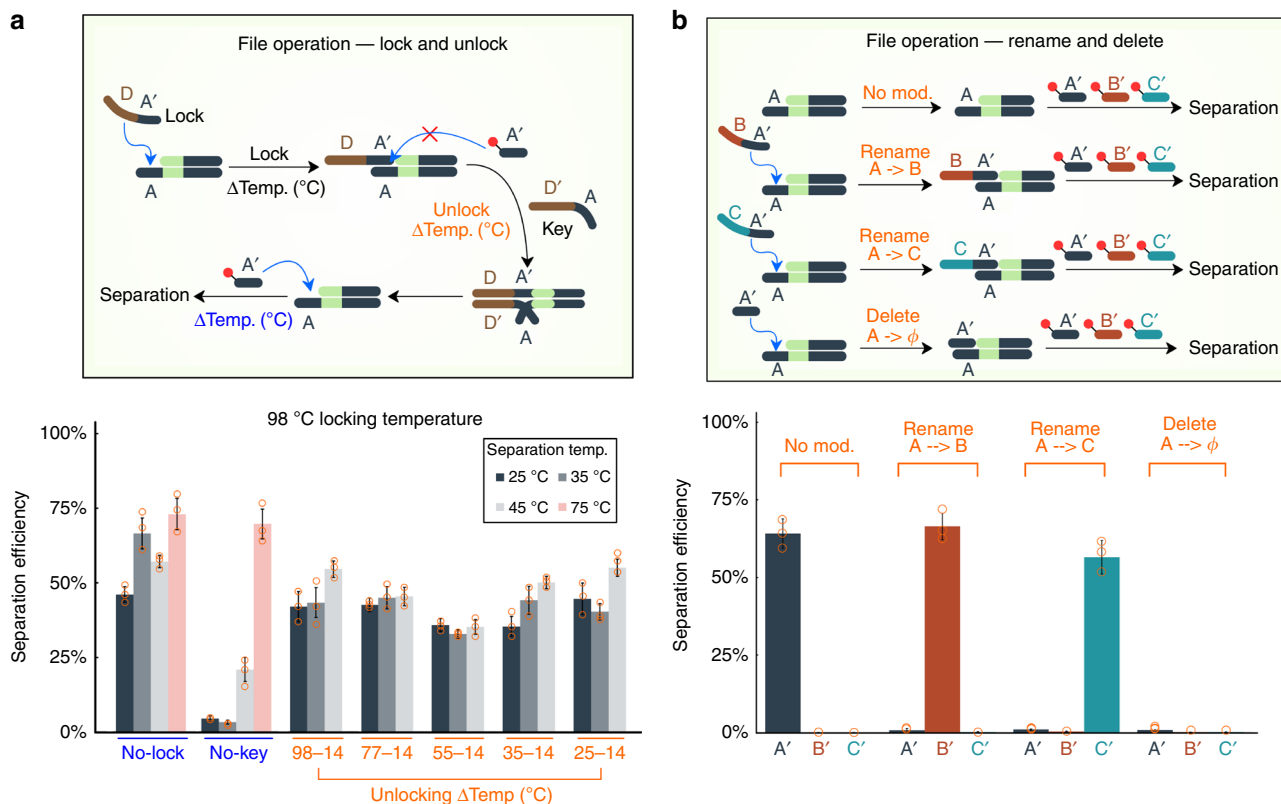 a
File operation — lock and unlock
D
A′
Lock
A
Lock
ΔTemp. (°C)
D
A′
A
A′
Unlock
ΔTemp. (°C)
D′
A
Key
D
A′
D′
A
A′
Separation
ΔTemp. (°C)
A
98 °C locking temperature
Separation efficiency
100%
75%
50%
25%
0%
Separation temp.
25 °C
35 °C
45 °C
75 °C
No-lock
No-key
98–14
77–14
55–14
35–14
25–14
Unlocking ΔTemp (°C)
b
File operation — rename and delete
A
No mod.
A
A′
B′
C′
Separation
B
A′
A
Rename
A -> B
B
A′
A
A′
B′
C′
Separation
C
A′
A
Rename
A -> C
C
A′
A
A′
B′
C′
Separation
A′
A
Delete
A -> ϕ
A′
A
A′
B′
C′
Separation
Separation efficiency
100%
75%
50%
25%
0%
No mod.
Rename
A --> B
Rename
A --> C
Delete
A --> ϕ
A′ B′ C′
A′ B′ C′
A′ B′ C′
A′ B′ C′